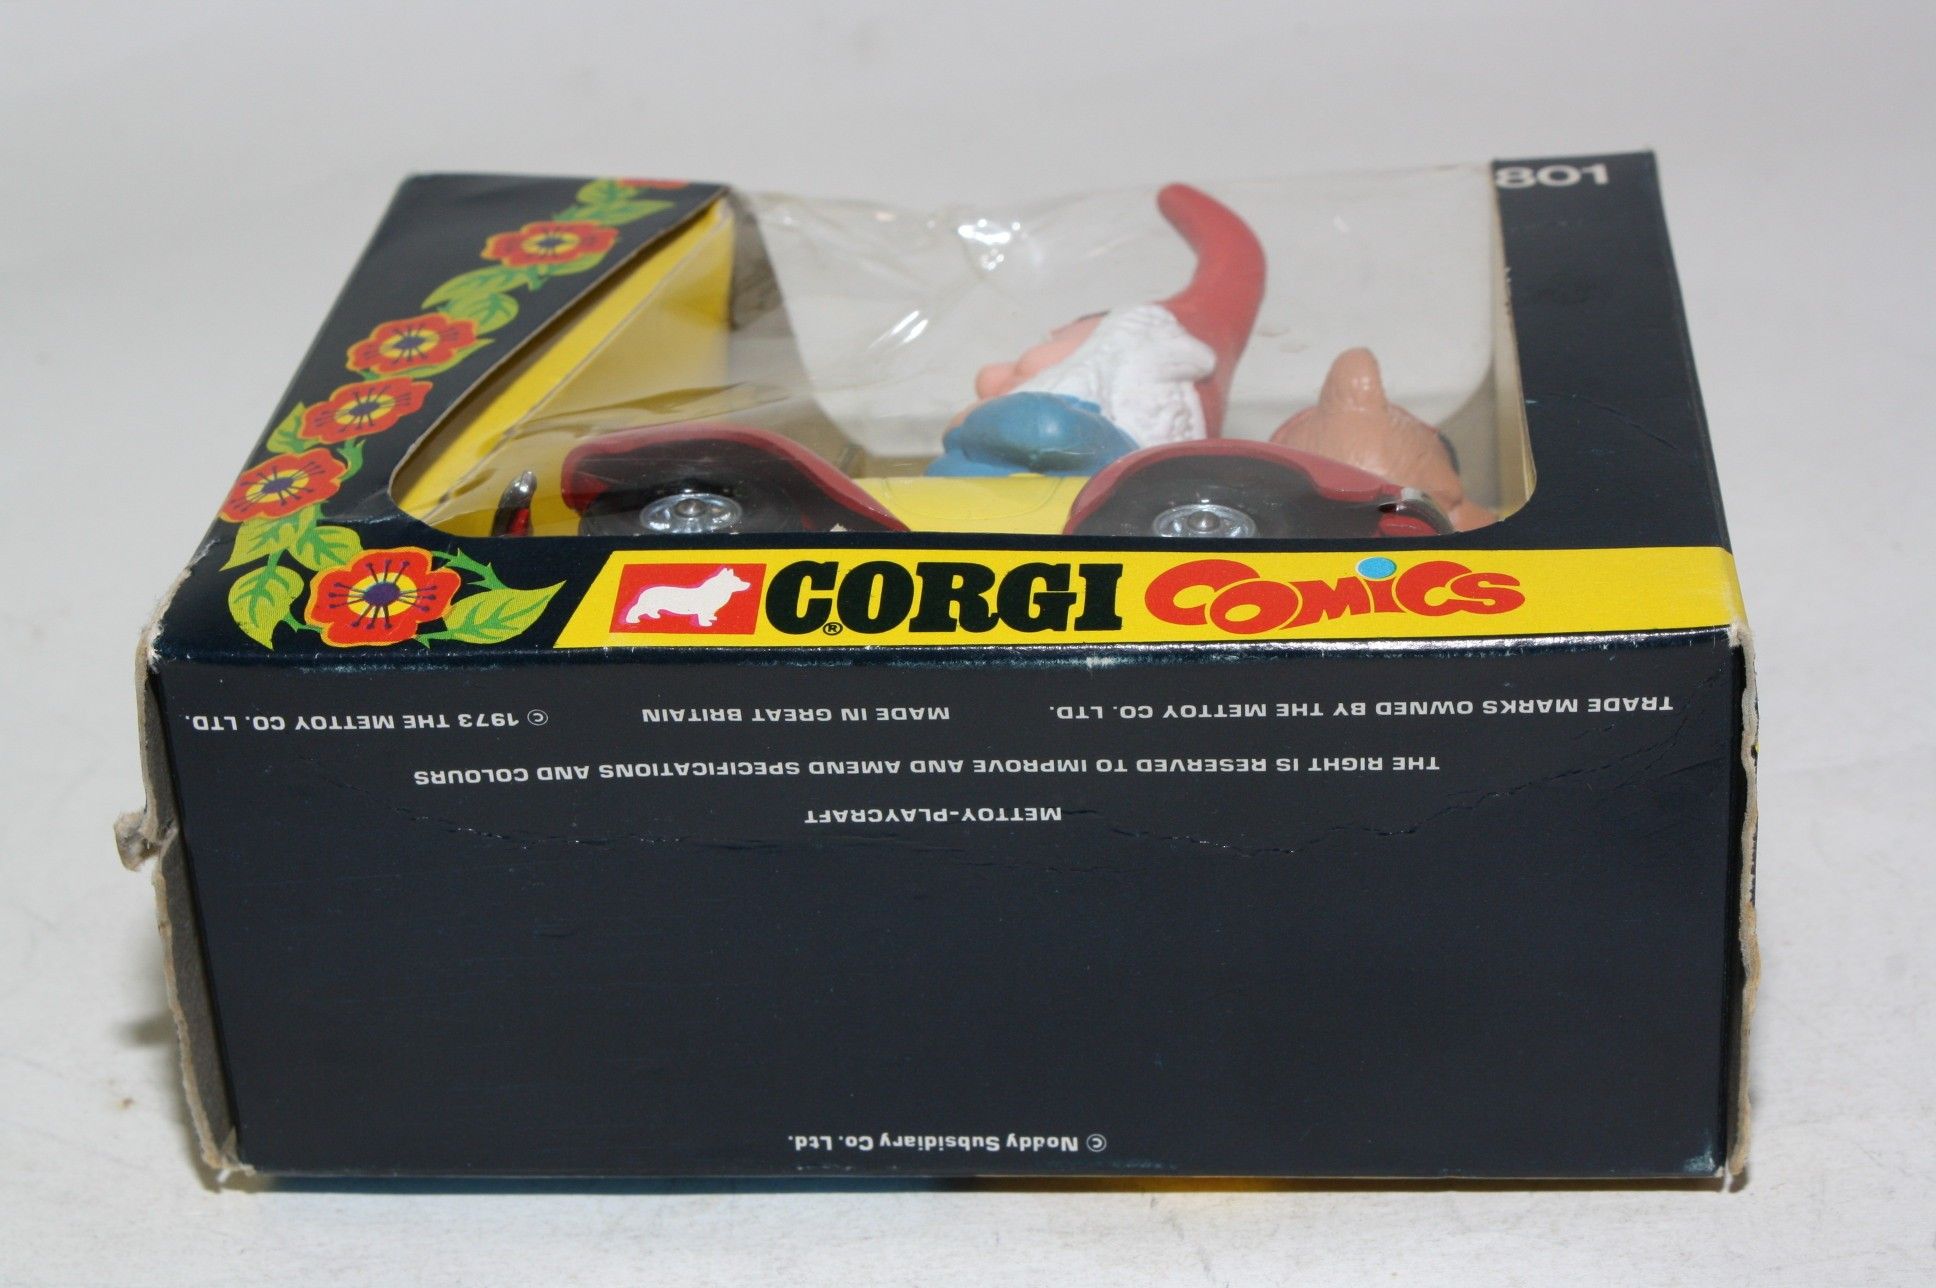 801
CORGI® COMICS
© 1973 THE METTOY CO. LTD. MADE IN GREAT BRITAIN TRADE MARKS OWNED BY THE METTOY CO. LTD.
THE RIGHT IS RESERVED TO IMPROVE AND AMEND SPECIFICATIONS AND COLOURS
METTOY-PLAYCRAFT
© Noddy Subsidiary Co. Ltd.